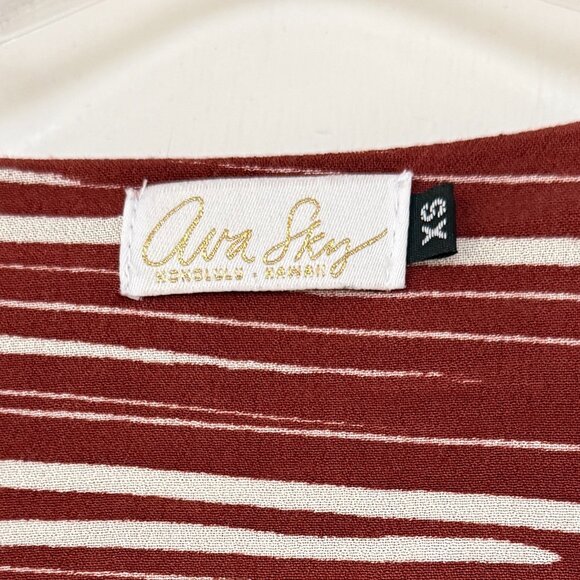 ava Sky
HONOLULU . HAWAII
XS